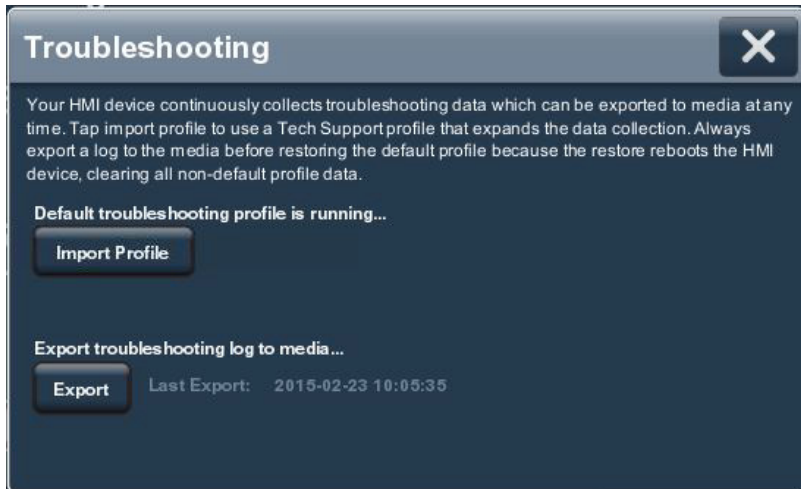 Troubleshooting
Your HMI device continuously collects troubleshooting data which can be exported to media at any
time. Tap import profile to use a Tech Support profile that expands the data collection. Always
export a log to the media before restoring the default profile because the restore reboots the HMI
device, clearing all non-default profile data.
Default troubleshooting profile is running...
Import Profile
Export troubleshooting log to media...
Export Last Export: 2015-02-23 10:05:35